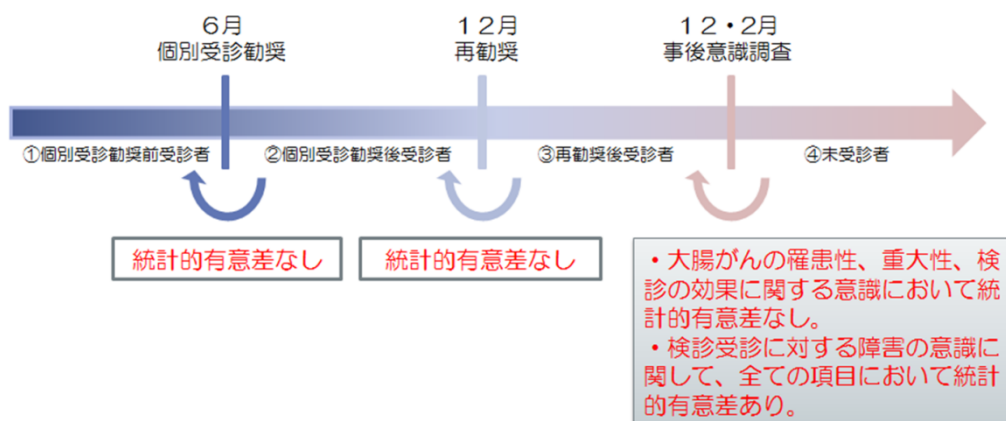 ６月
個別受診勧奨
１２月
再勧奨
１２・２月
事後意識調査
①個別受診勧奨前受診者
②個別受診勧奨後受診者
③再勧奨後受診者
④未受診者
統計的有意差なし
統計的有意差なし
・大腸がんの罹患性、重大性、検
診の効果に関する意識において統
計的有意差なし。
・検診受診に対する障害の意識に
関して、全ての項目において統計
的有意差あり。